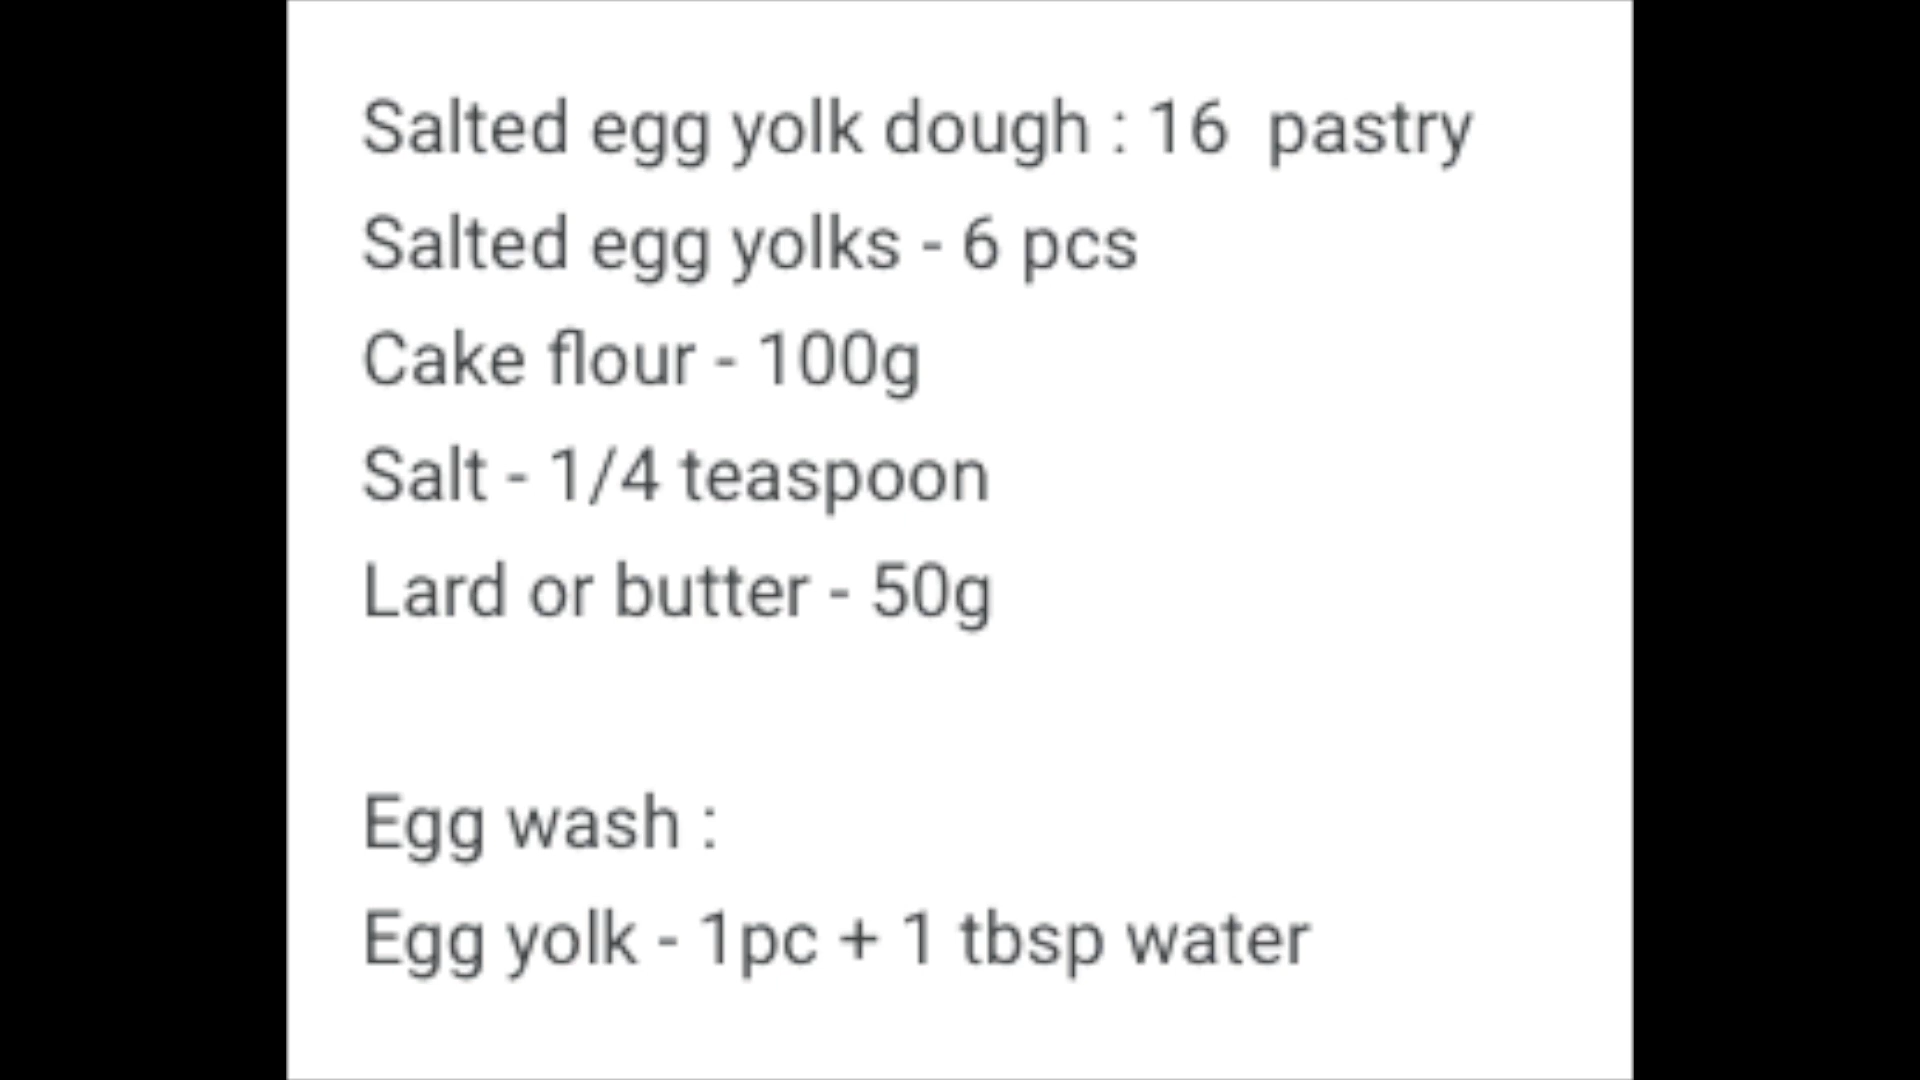 Salted egg yolk dough : 16  pastry
Salted egg yolks - 6 pcs
Cake flour - 100g
Salt - 1/4 teaspoon
Lard or butter - 50g
Egg wash :
Egg yolk - 1pc + 1 tbsp water